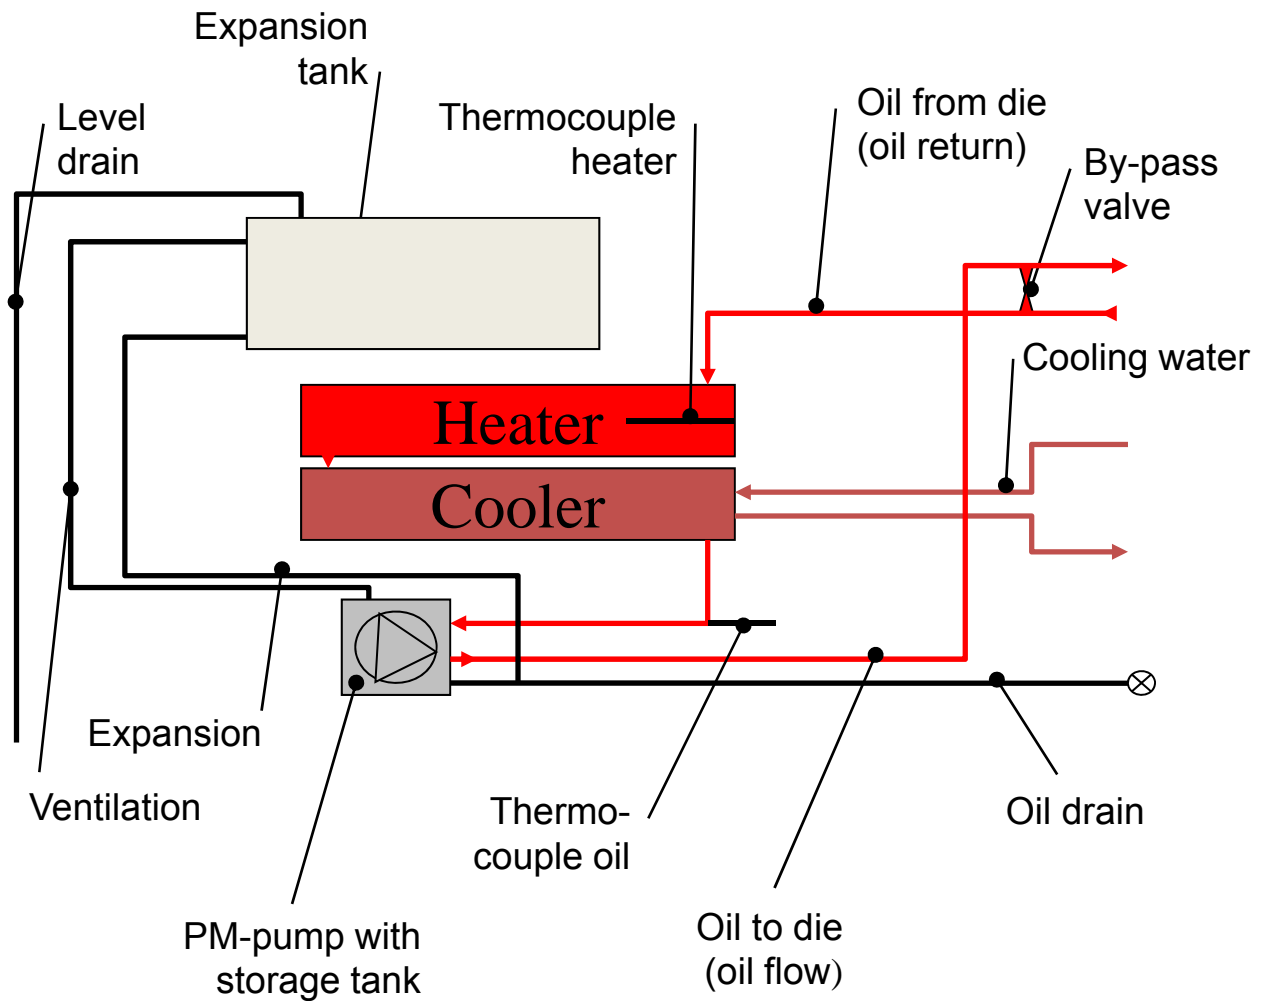 Expansion
tank
Level
drain
Thermocouple
heater
Oil from die
(oil return)
By-pass
valve
Cooling water
Heater
Cooler
Expansion
Ventilation
Thermo-
couple oil
Oil drain
PM-pump with
storage tank
Oil to die
(oil flow)